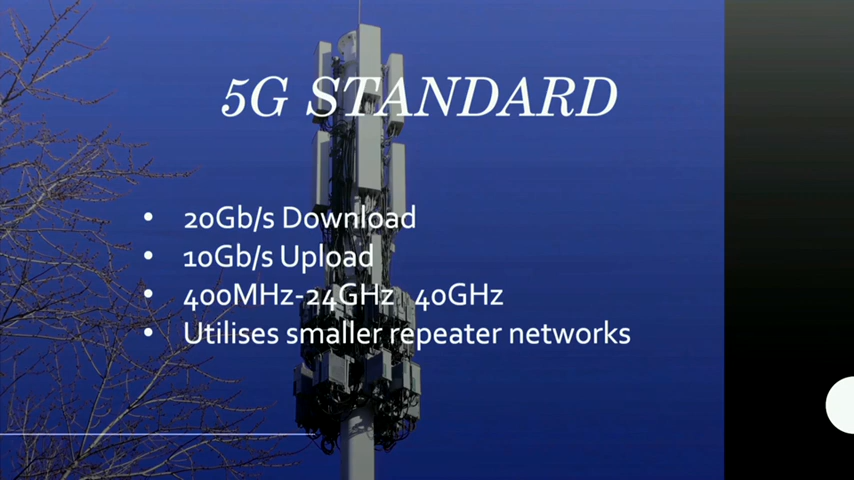 5G STANDARD
• 20Gb/s Download
• 10Gb/s Upload
• 400MHz-24GHz 40GHz
• Utilises smaller repeater networks